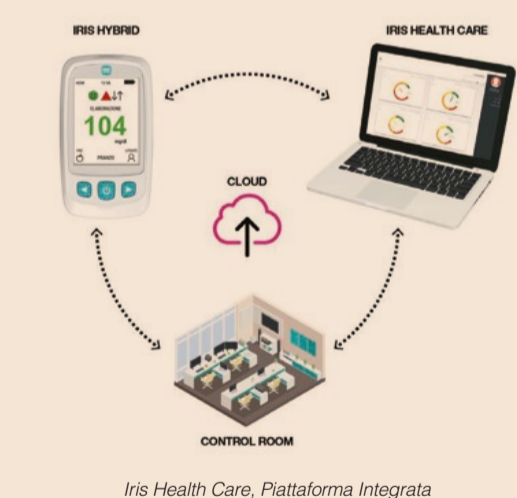 IRIS HYBRID
IRIS HEALTH CARE
ELABORAZIONE
104
mg/dl
PRANZO
CLOUD
CONTROL ROOM
Iris Health Care, Piattaforma Integrata